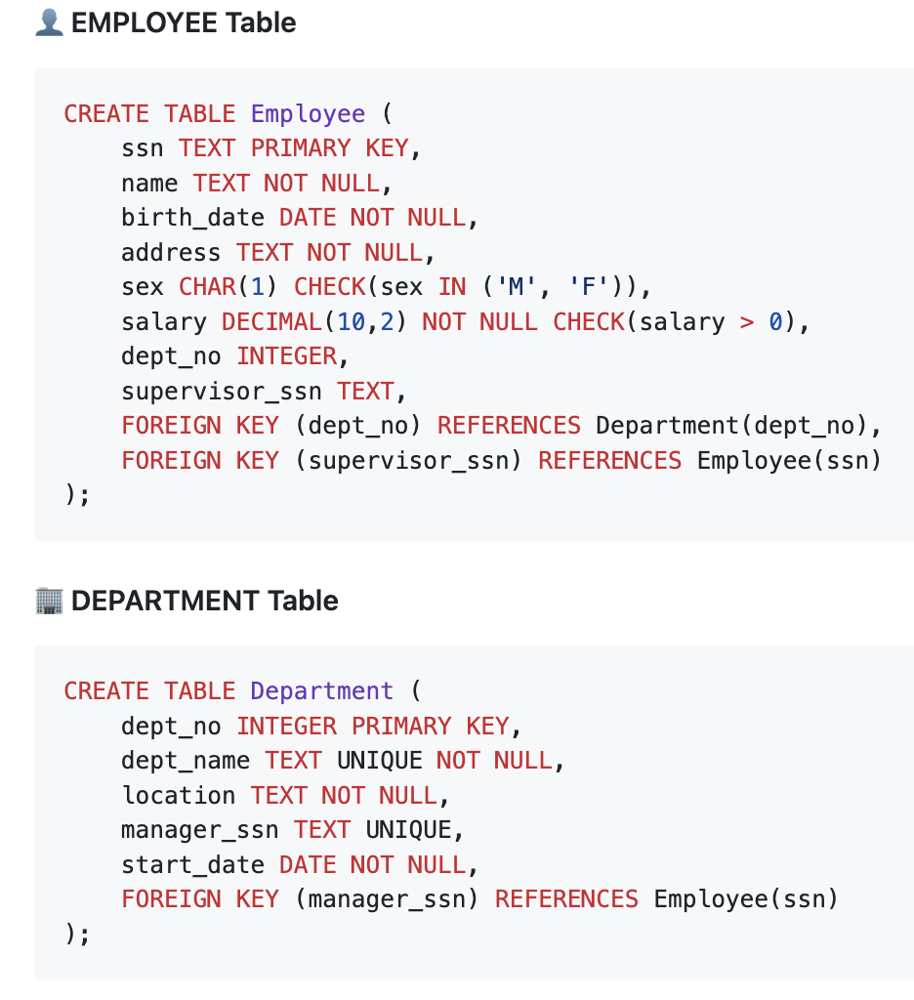 👤 EMPLOYEE Table
CREATE TABLE Employee (
    ssn TEXT PRIMARY KEY,
    name TEXT NOT NULL,
    birth_date DATE NOT NULL,
    address TEXT NOT NULL,
    sex CHAR(1) CHECK(sex IN ('M', 'F')),
    salary DECIMAL(10,2) NOT NULL CHECK(salary > 0),
    dept_no INTEGER,
    supervisor_ssn TEXT,
    FOREIGN KEY (dept_no) REFERENCES Department(dept_no),
    FOREIGN KEY (supervisor_ssn) REFERENCES Employee(ssn)
);
🏢 DEPARTMENT Table
CREATE TABLE Department (
    dept_no INTEGER PRIMARY KEY,
    dept_name TEXT UNIQUE NOT NULL,
    location TEXT NOT NULL,
    manager_ssn TEXT UNIQUE,
    start_date DATE NOT NULL,
    FOREIGN KEY (manager_ssn) REFERENCES Employee(ssn)
);